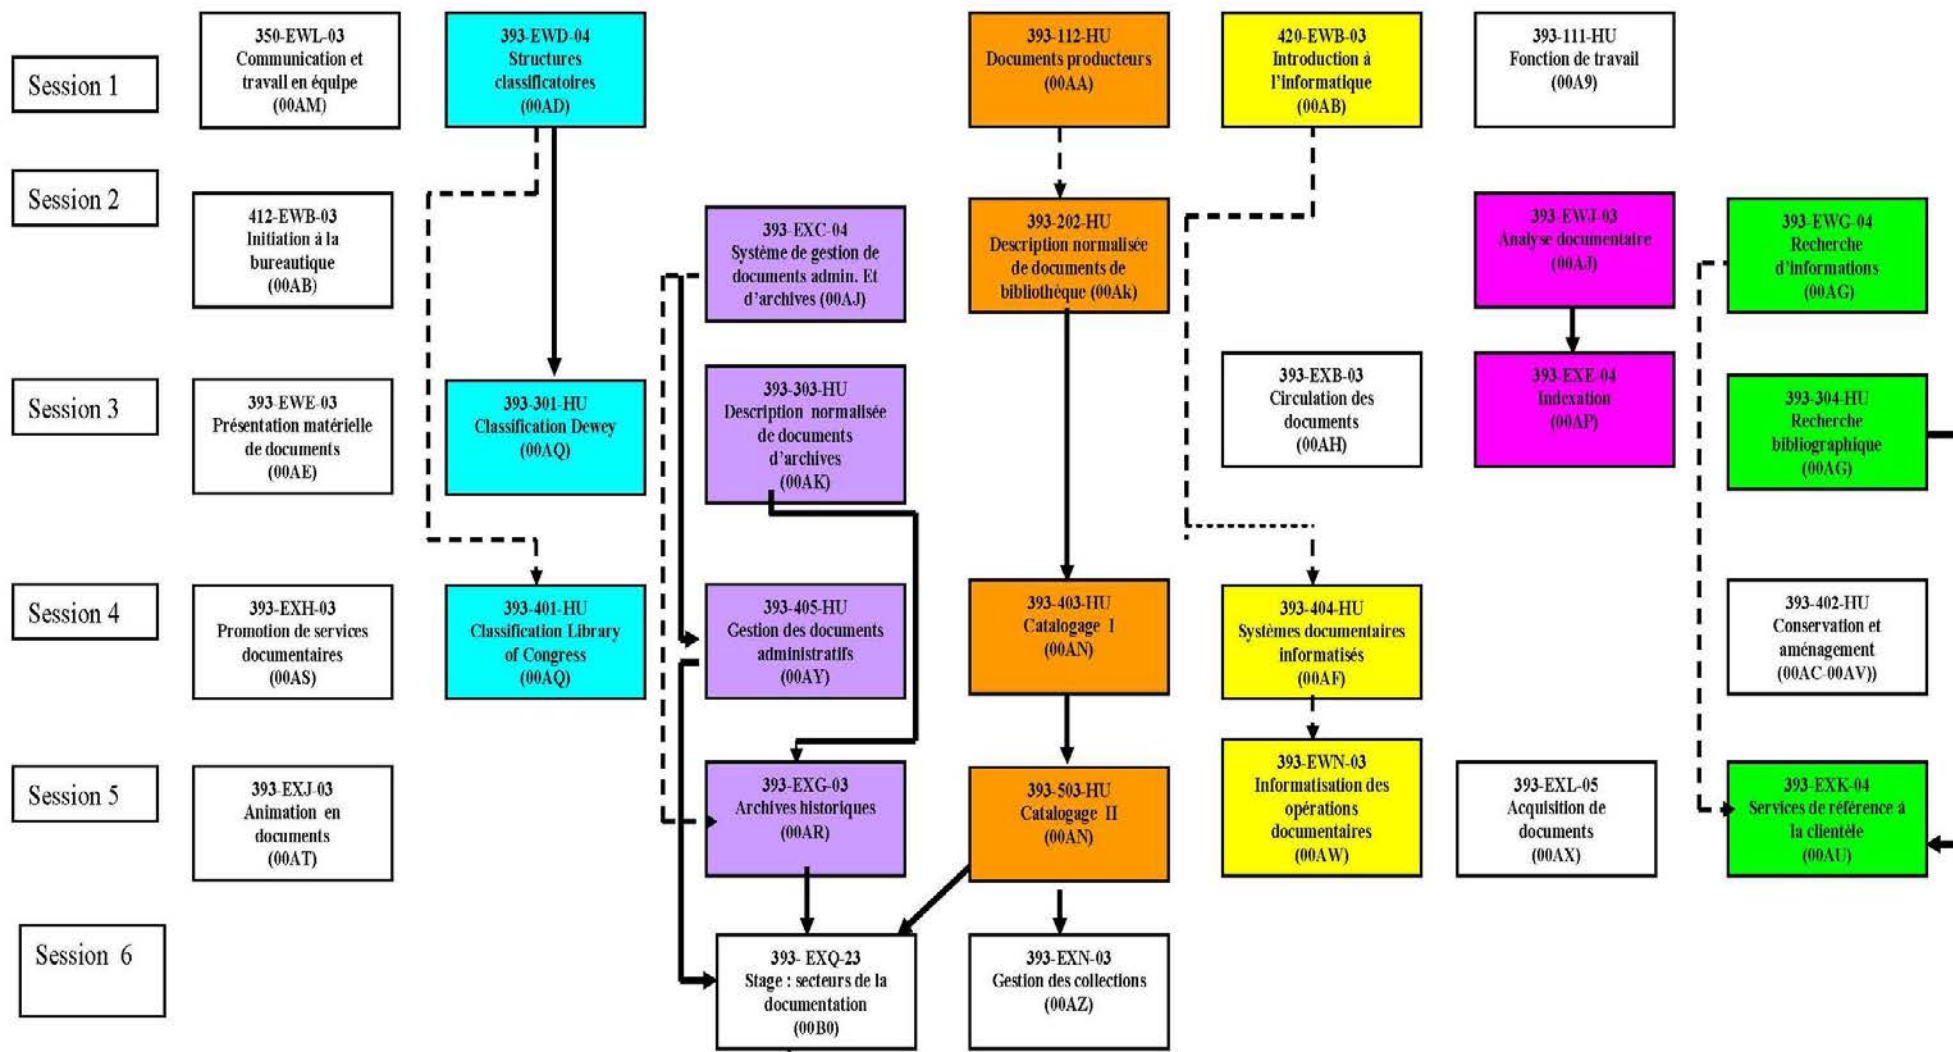 Session 1
350-EWL-03
Communication et
travail en équipe
(00AM)
393-EWD-04
Structures
classificatoires
(00AD)
393-112-HU
Documents producteurs
(00AA)
420-EWB-03
Introduction à
l'informatique
(00AB)
393-111-HU
Fonction de travail
(00A9)
Session 2
412-EWB-03
Initiation à la
bureautique
(00AB)
393-EXC-04
Système de gestion de
documents admin. Et
d'archives (00AJ)
393-202-HU
Description normalisée
de documents de
bibliothèque (00Ak)
393-EWJ-03
Analyse documentaire
(00AJ)
393-EWG-04
Recherche
d'informations
(00AG)
Session 3
393-EWE-03
Présentation matérielle
de documents
(00AE)
393-301-HU
Classification Dewey
(00AQ)
393-303-HU
Description normalisée
de documents
d'archives
(00AK)
393-EXB-03
Circulation des
documents
(00AH)
393-EXE-04
Indexation
(00AP)
393-304-HU
Recherche
bibliographique
(00AG)
Session 4
393-EXH-03
Promotion de services
documentaires
(00AS)
393-401-HU
Classification Library
of Congress
(00AQ)
393-405-HU
Gestion des documents
administratifs
(00AY)
393-403-HU
Catalogage I
(00AN)
393-404-HU
Systèmes documentaires
informatisés
(00AF)
393-402-HU
Conservation et
aménagement
(00AC-00AV))
Session 5
393-EXJ-03
Animation en
documents
(00AT)
393-EXG-03
Archives historiques
(00AR)
393-503-HU
Catalogage II
(00AN)
393-EWN-03
Informatisation des
opérations
documentaires
(00AW)
393-EXL-05
Acquisition de
documents
(00AX)
393-EXK-04
Services de référence à
la clientèle
(00AU)
Session 6
393- EXQ-23
Stage : secteurs de la
documentation
(00B0)
393-EXN-03
Gestion des collections
(00AZ)